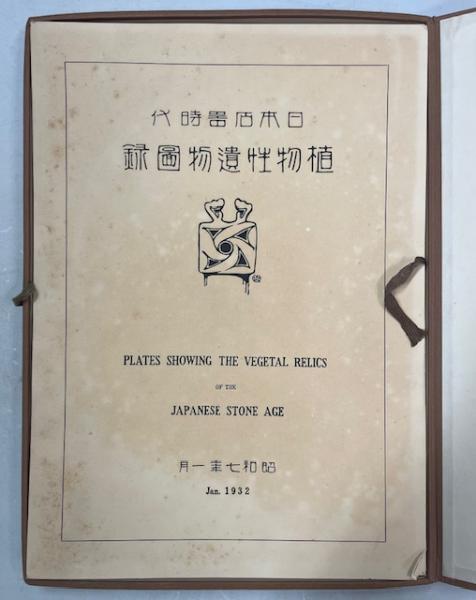 日本石器時代
植物性遺物圖録
PLATES SHOWING THE VEGETAL RELICS
OF THE
JAPANESE STONE AGE
昭和七年一月
Jan. 1932